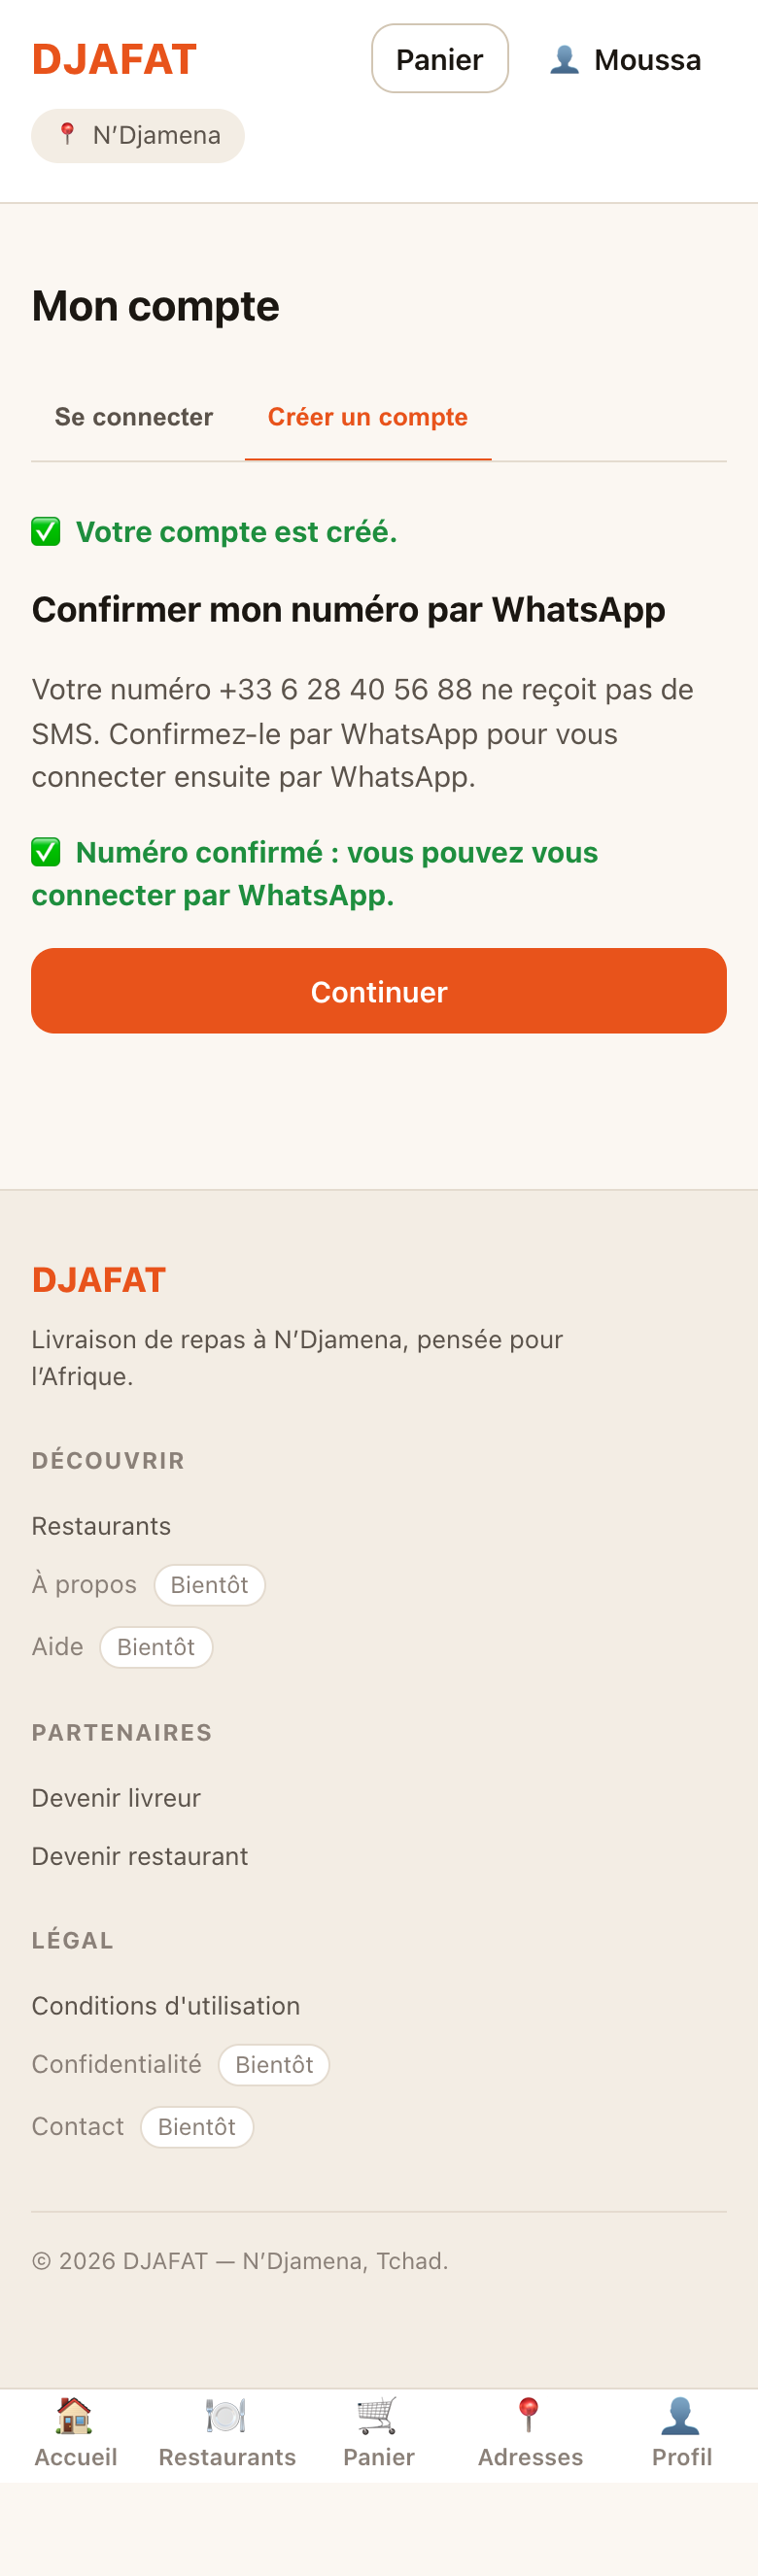 DJAFAT
Panier
Moussa
N’Djamena
Mon compte
Se connecter
Créer un compte
Votre compte est créé.
Confirmer mon numéro par WhatsApp
Votre numéro +33 6 28 40 56 88 ne reçoit pas de
SMS. Confirmez-le par WhatsApp pour vous
connecter ensuite par WhatsApp.
Numéro confirmé : vous pouvez vous
connecter par WhatsApp.
Continuer
DJAFAT
Livraison de repas à N’Djamena, pensée pour
l’Afrique.
DÉCOUVRIR
Restaurants
À propos Bientôt
Aide Bientôt
PARTENAIRES
Devenir livreur
Devenir restaurant
LÉGAL
Conditions d'utilisation
Confidentialité Bientôt
Contact Bientôt
© 2026 DJAFAT — N’Djamena, Tchad.
Accueil
Restaurants
Panier
Adresses
Profil